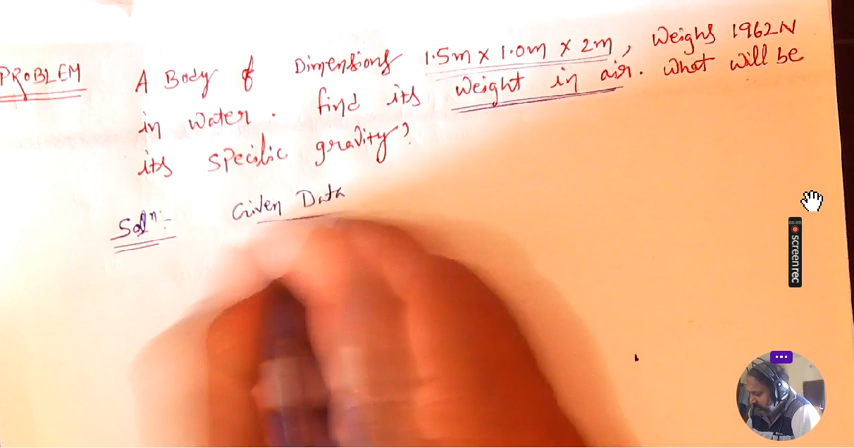 PROBLEM A Body of Dimensions 1.5m x 1.0m x 2m, Weighs 1962N
in water. find its weight in air. What will be
its specific gravity?
Soln:- Given Data
screenrec